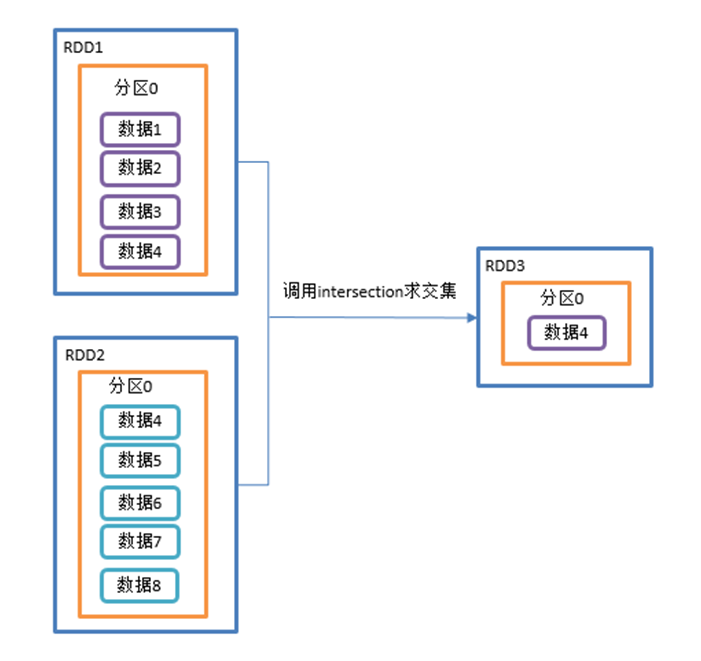 RDD1
分区0
数据1
数据2
数据3
数据4
调用intersection求交集
RDD3
分区0
数据4
RDD2
分区0
数据4
数据5
数据6
数据7
数据8